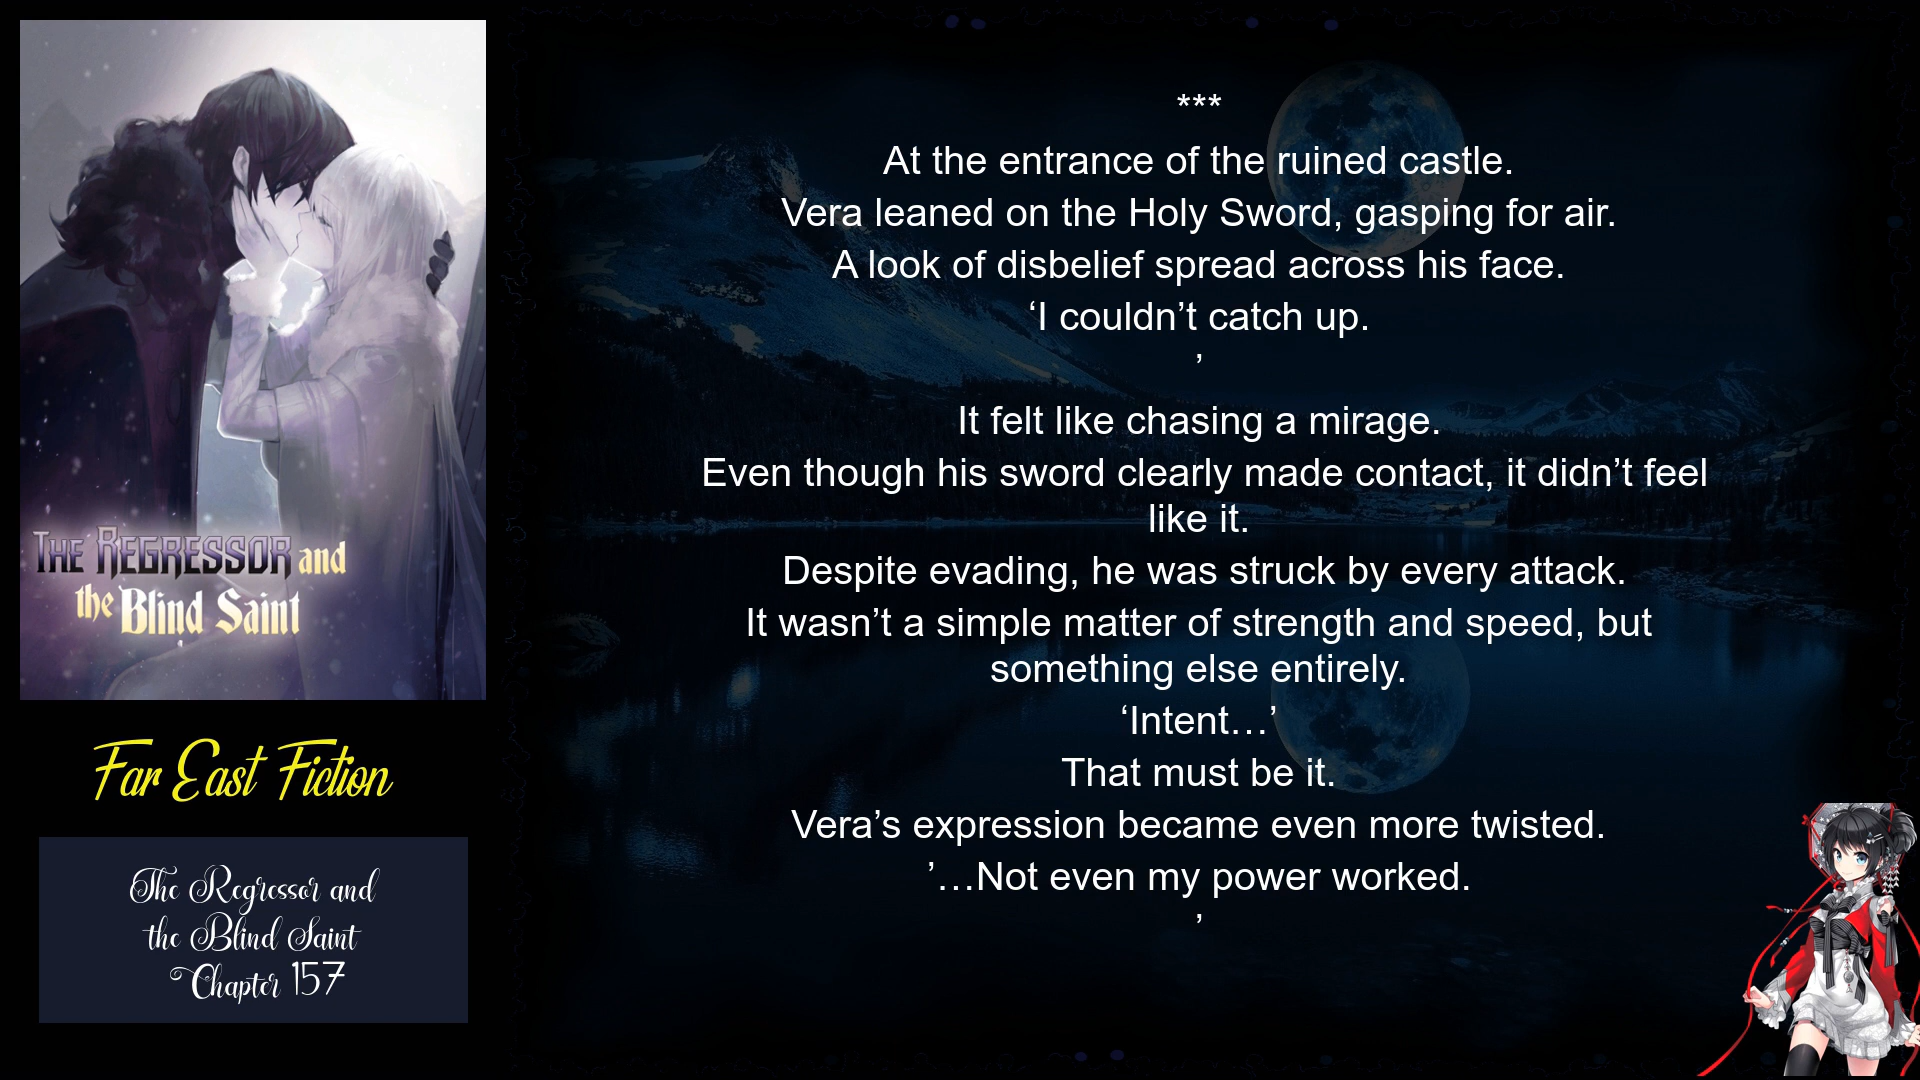 THE REGRESSOR and
the Blind Saint
Far East Fiction
The Regressor and
the Blind Saint
Chapter 157
***
At the entrance of the ruined castle.
Vera leaned on the Holy Sword, gasping for air.
A look of disbelief spread across his face.
‘I couldn’t catch up.
’
It felt like chasing a mirage.
Even though his sword clearly made contact, it didn’t feel
like it.
Despite evading, he was struck by every attack.
It wasn’t a simple matter of strength and speed, but
something else entirely.
‘Intent…’
That must be it.
Vera’s expression became even more twisted.
’…Not even my power worked.
’